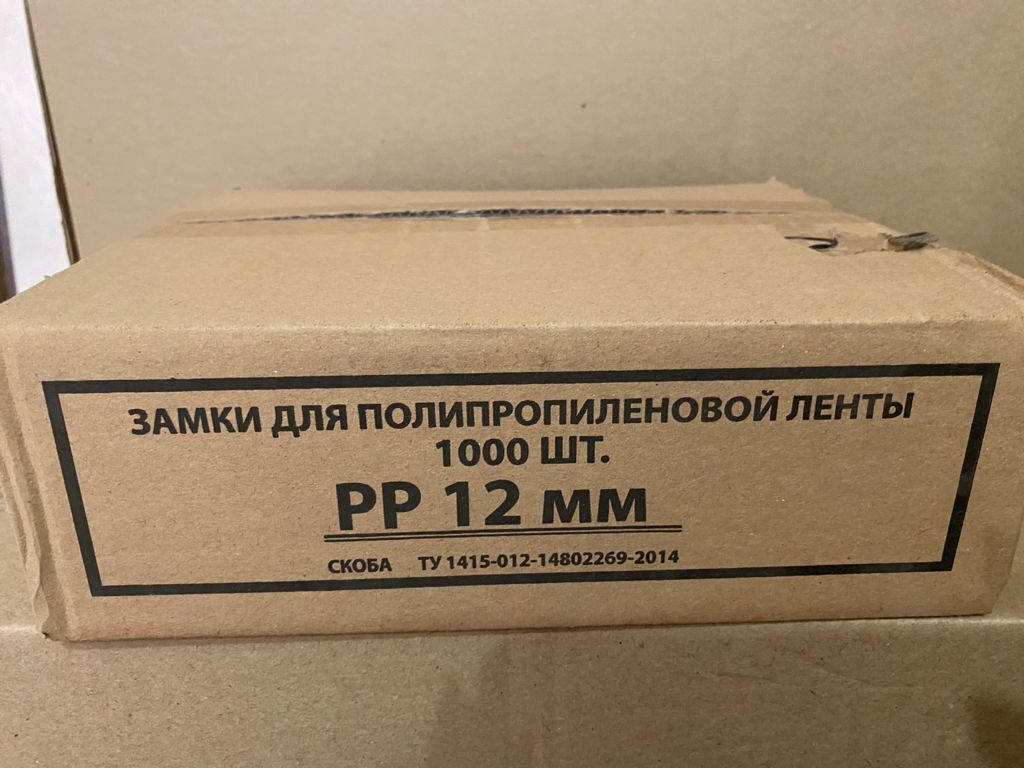 ЗАМКИ ДЛЯ ПОЛИПРОПИЛЕНОВОЙ ЛЕНТЫ
1000 ШТ.
PP 12 мм
СКОБА ТУ 1415-012-14802269-2014